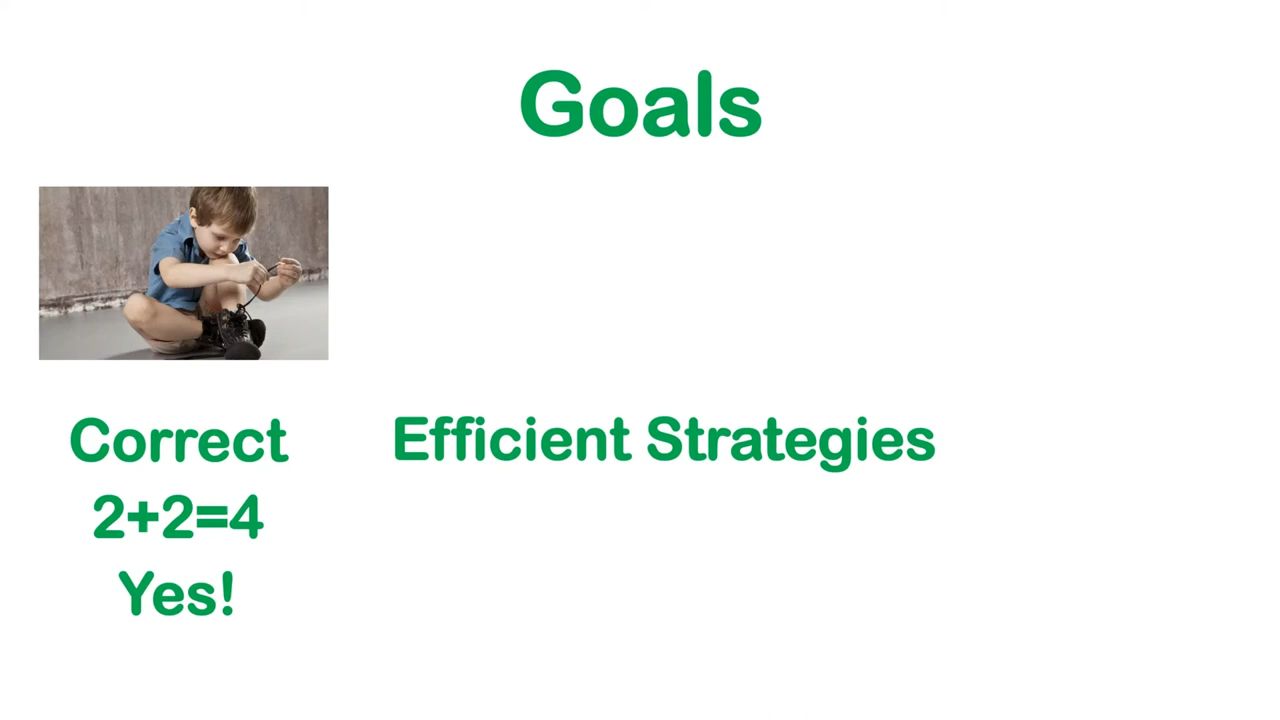 Goals
Correct
2+2=4
Yes!
Efficient Strategies